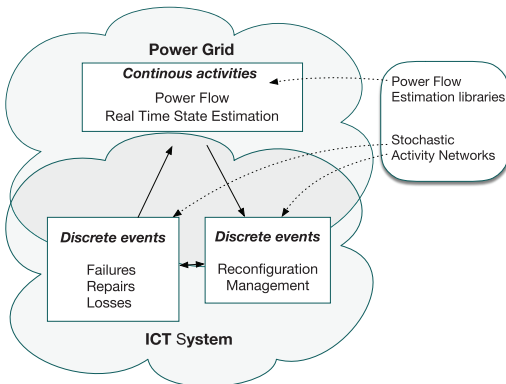 Power Grid
Continous activities
Power Flow
Real Time State Estimation
Power Flow
Estimation libraries
Stochastic
Activity Networks
Discrete events
Failures
Repairs
Losses
Discrete events
Reconfiguration
Management
ICT System